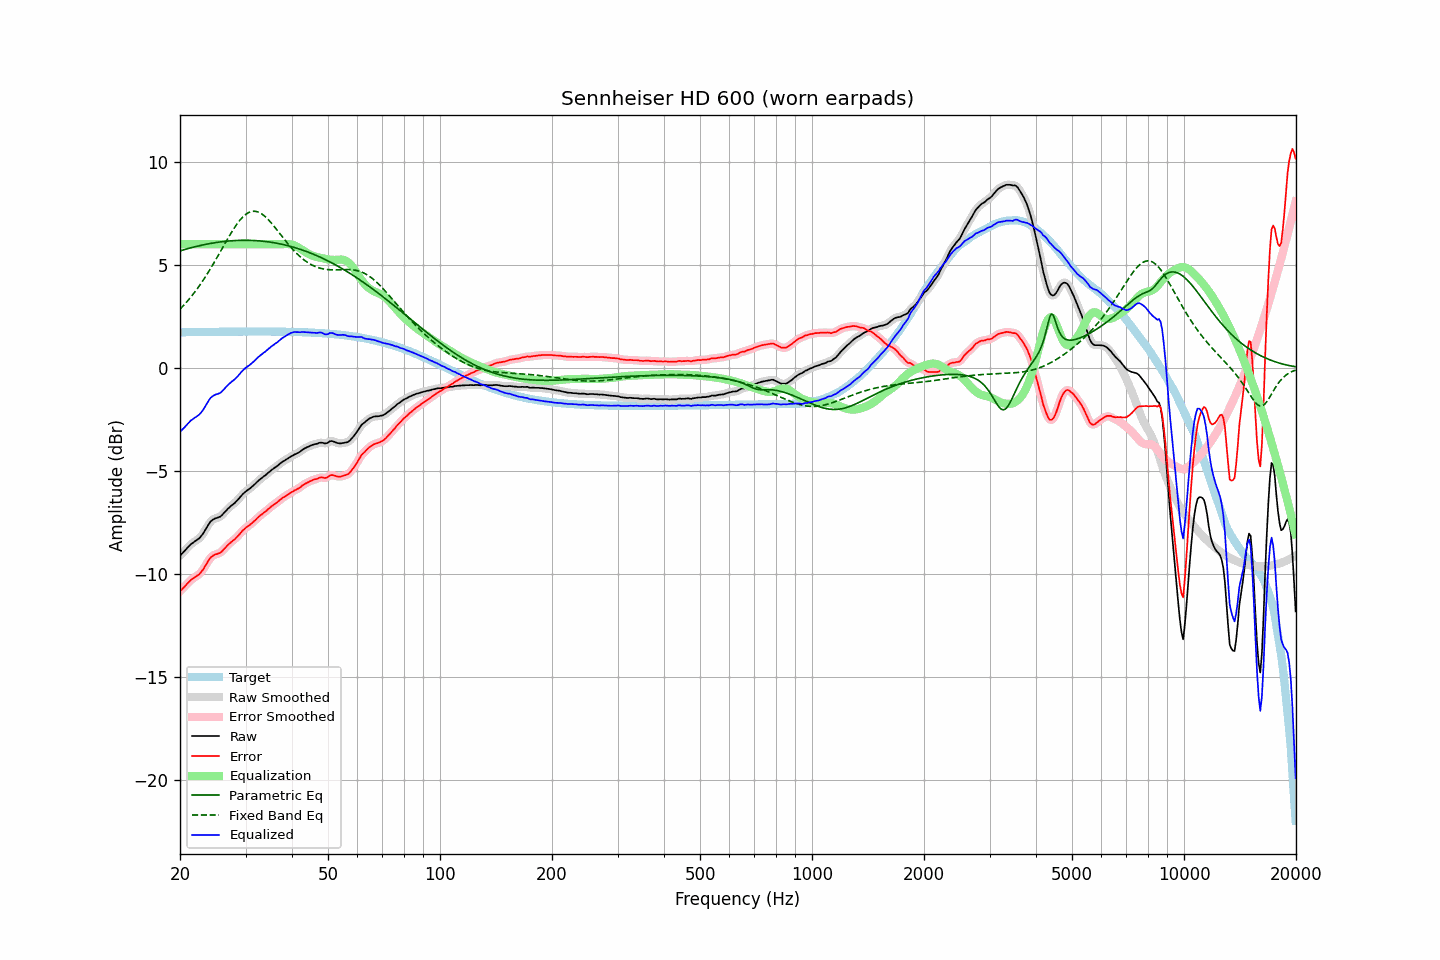 Sennheiser HD 600 (worn earpads)
Amplitude (dBr)
10
5
0
−5
−10
−15
−20
Target
Raw Smoothed
Error Smoothed
Raw
Error
Equalization
Parametric Eq
Fixed Band Eq
Equalized
20 50 100 200 500 1000 2000 5000 10000 20000
Frequency (Hz)